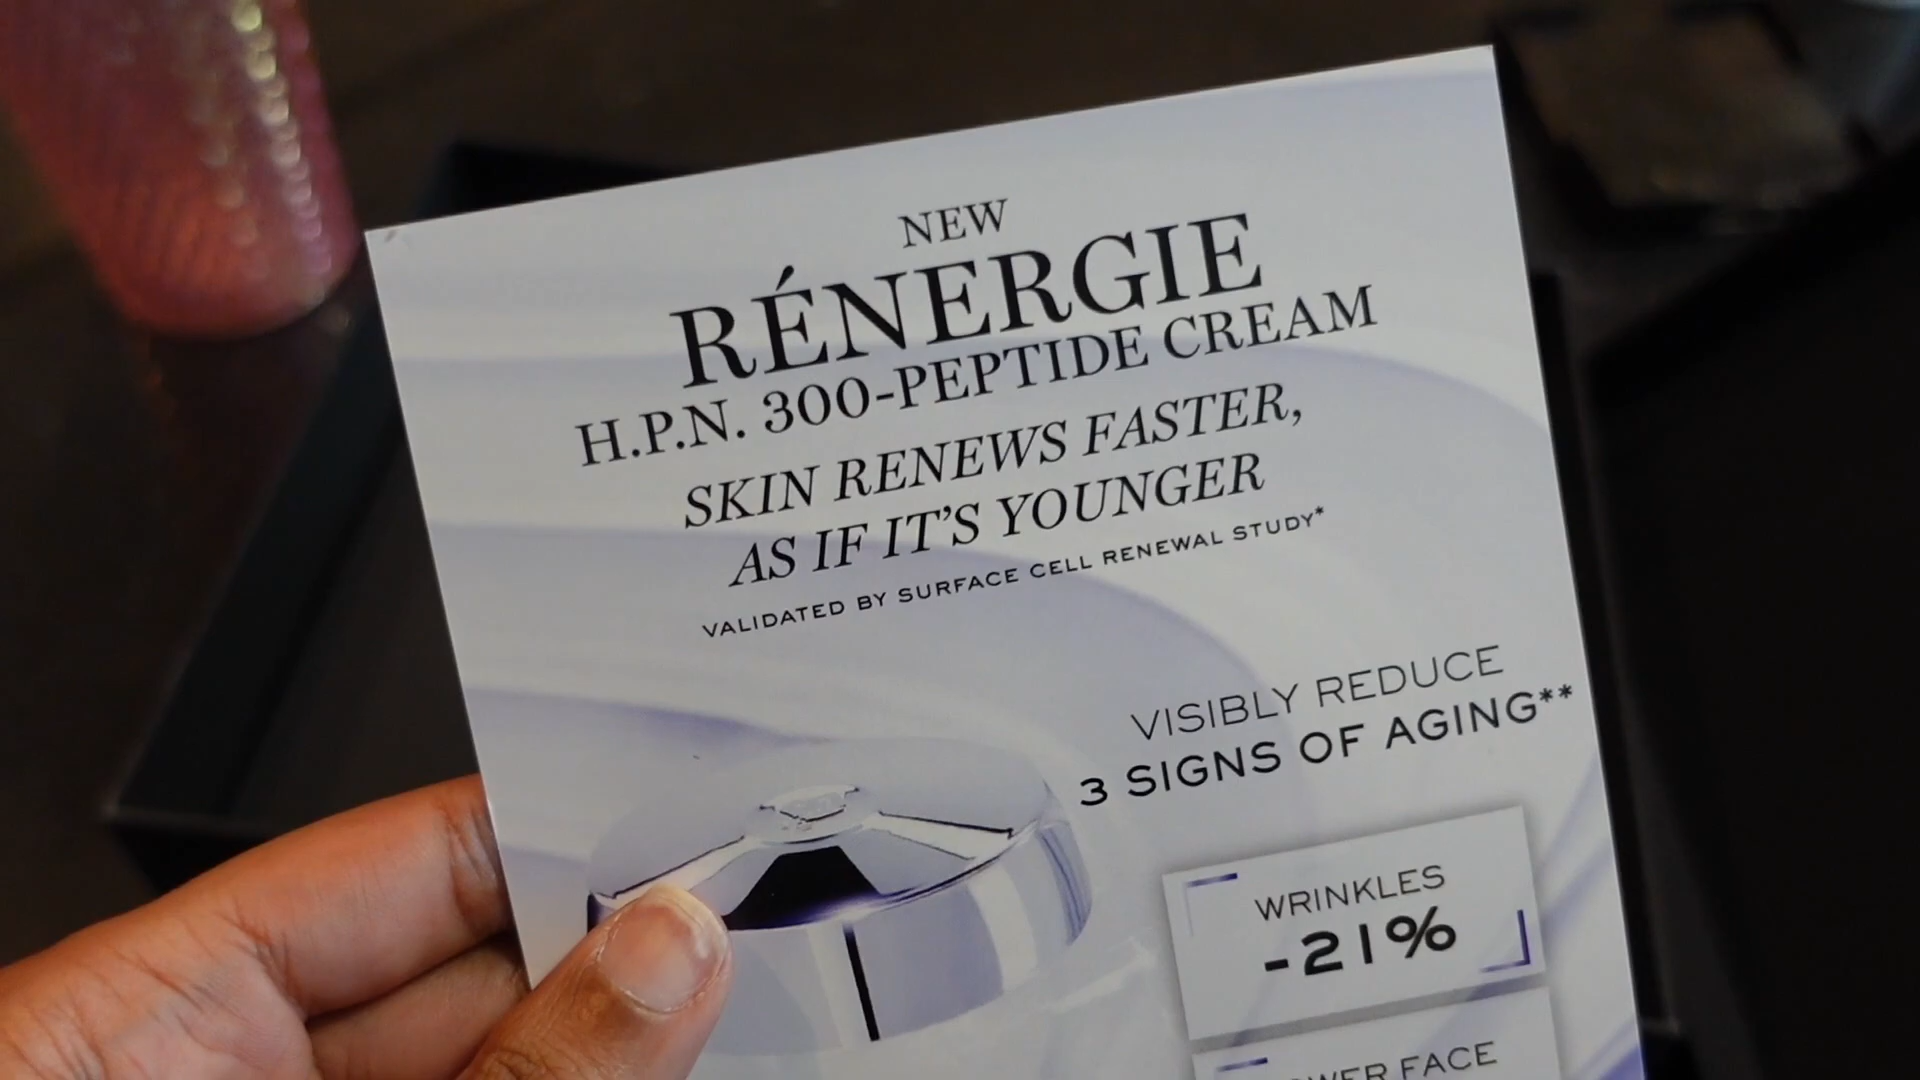 NEW
RÉNERGIE
H.P.N. 300-PEPTIDE CREAM
SKIN RENEWS FASTER,
AS IF IT'S YOUNGER
VALIDATED BY SURFACE CELL RENEWAL STUDY*
VISIBLY REDUCE
3 SIGNS OF AGING**
WRINKLES
-21%
FACE